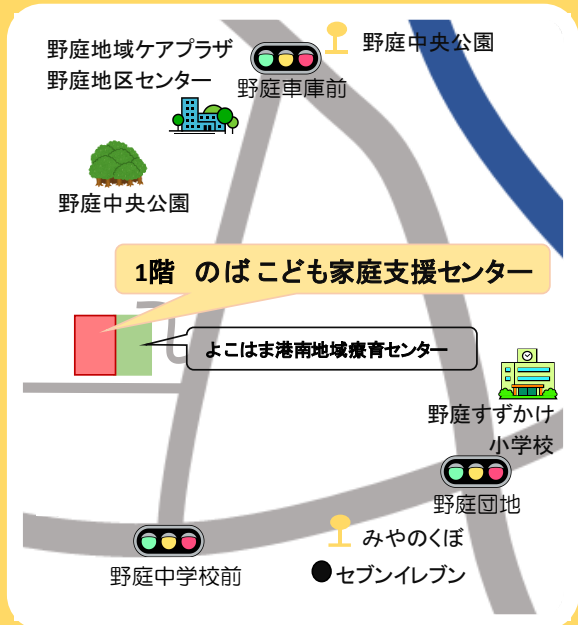 野庭地域ケアプラザ
野庭地区センター
野庭中央公園
野庭車庫前
野庭中央公園
1階 のばこども家庭支援センター
よこはま港南地域療育センター
野庭すずかけ
小学校
野庭団地
みやのくぼ
野庭中学校前
セブンイレブン